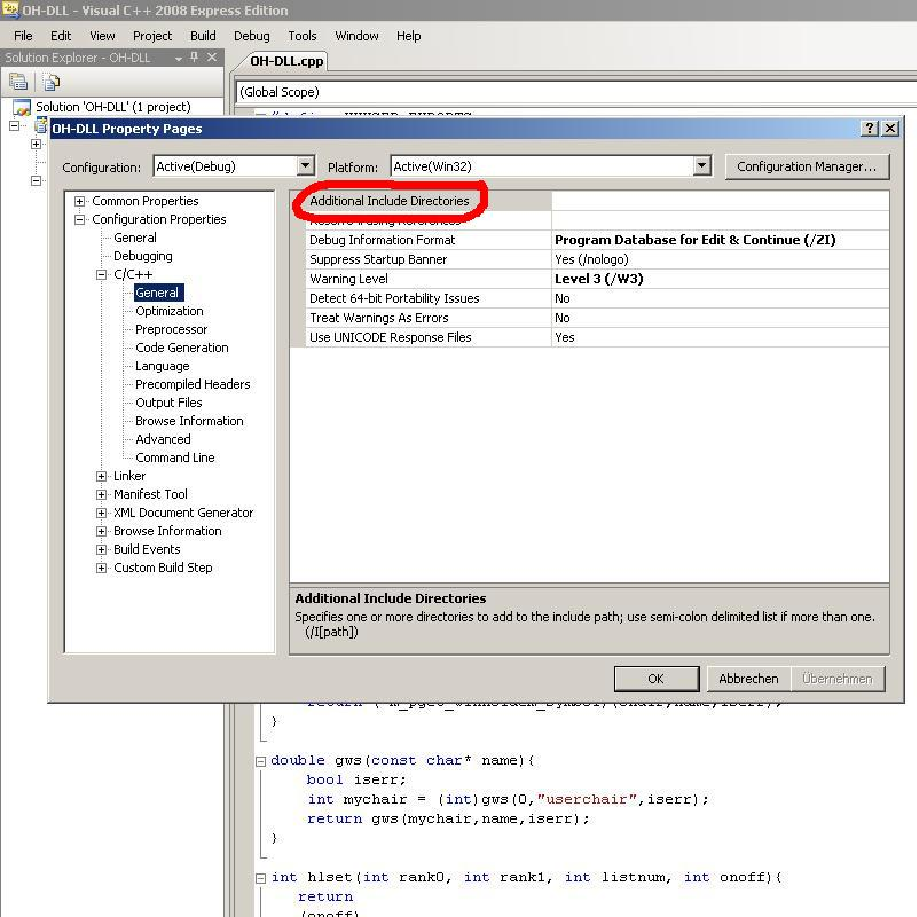 OH-DLL - Visual C++ 2008 Express Edition
File Edit View Project Build Debug Tools Window Help
Solution Explorer - OH-DLL
OH-DLL.cpp
(Global Scope)
Solution 'OH-DLL' (1 project)
OH-DLL Property Pages
Configuration: Active(Debug) Platform: Active(Win32) Configuration Manager...
Common Properties
Configuration Properties
General
Debugging
C/C++
General
Optimization
Preprocessor
Code Generation
Language
Precompiled Headers
Output Files
Browse Information
Advanced
Command Line
Linker
Manifest Tool
XML Document Generator
Browse Information
Build Events
Custom Build Step
Additional Include Directories
Debug Information Format Program Database for Edit & Continue (/ZI)
Suppress Startup Banner Yes (/nologo)
Warning Level Level 3 (/W3)
Detect 64-bit Portability Issues No
Treat Warnings As Errors No
Use UNICODE Response Files Yes
Additional Include Directories
Specifies one or more directories to add to the include path; use semi-colon delimited list if more than one.
(/I[path])
OK Abbrechen Übernehmen
}
double gws(const char* name){
bool iserr;
int mychair = (int)gws(0,"userchair",iserr);
return gws(mychair,name,iserr);
}
int hlset(int rank0, int rank1, int listnum, int onoff){
return
(onoff)